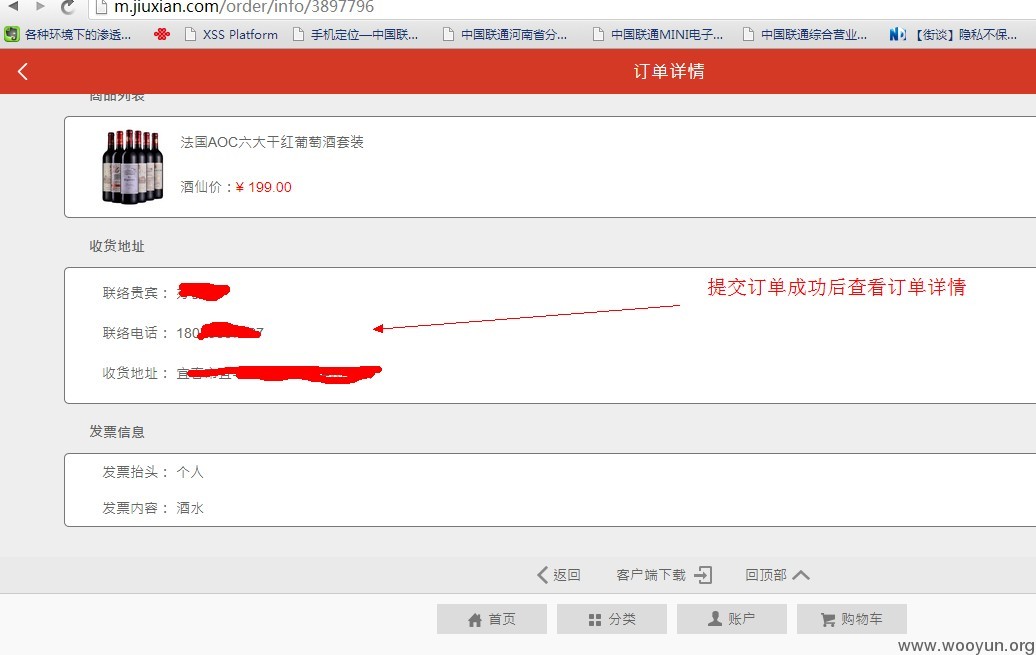 m.jiuxian.com/order/info/3897796
各种环境下的渗透... XSS Platform 手机定位—中国联... 中国联通河南省分... 中国联通MINI电子... 中国联通综合营业... 【街谈】隐私不保...
订单详情
商品列表
法国AOC六大干红葡萄酒套装
酒仙价：¥ 199.00
收货地址
联络贵宾：
提交订单成功后查看订单详情
联络电话： 180 7
收货地址： 宜春
发票信息
发票抬头： 个人
发票内容： 酒水
返回 客户端下载 回顶部
首页 分类 账户 购物车
www.wooyun.org